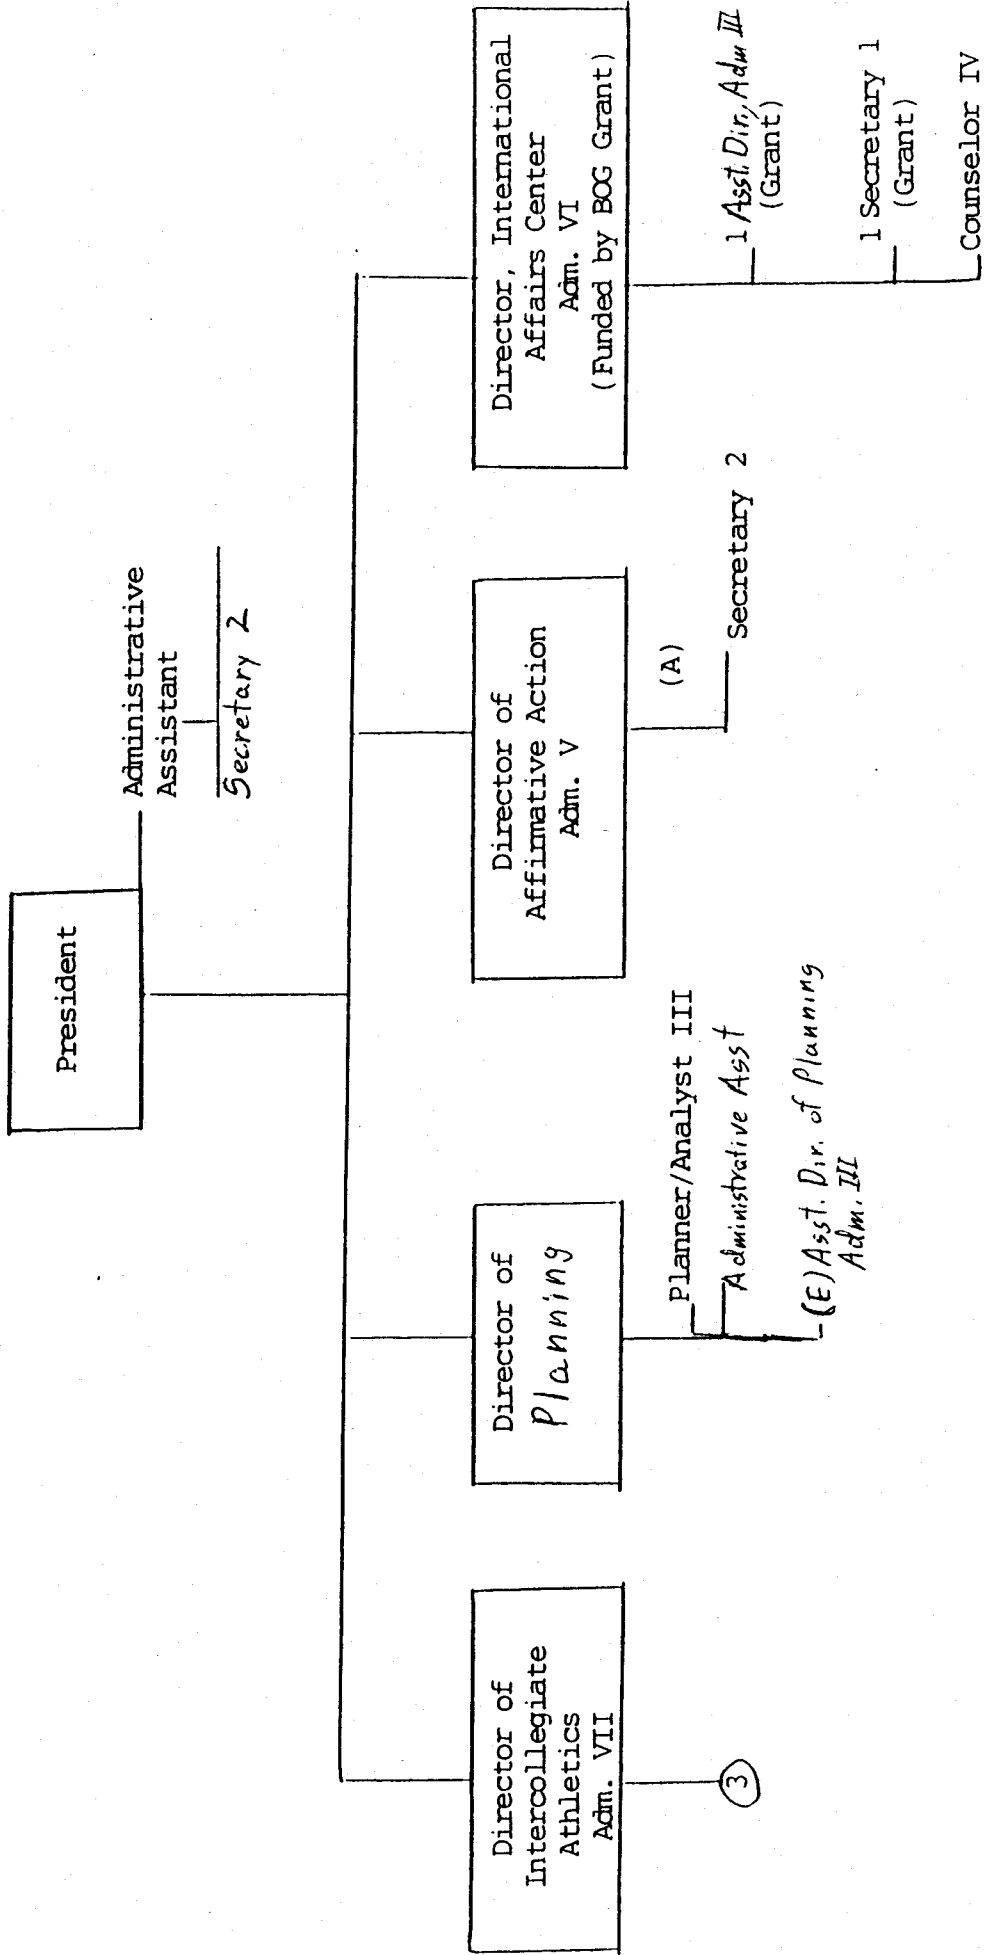 President
Administrative
Assistant
Secretary 2
Director of
Intercollegiate
Athletics
Adm. VII
3
Director of
Planning
Planner/Analyst III
Administrative Asst
(E) Asst. Dir. of Planning
Adm. III
Director of
Affirmative Action
Adm. V
(A)
Secretary 2
Director, International
Affairs Center
Adm. VI
(Funded by BOG Grant)
1 Asst. Dir., Adm III
(Grant)
1 Secretary 1
(Grant)
Counselor IV